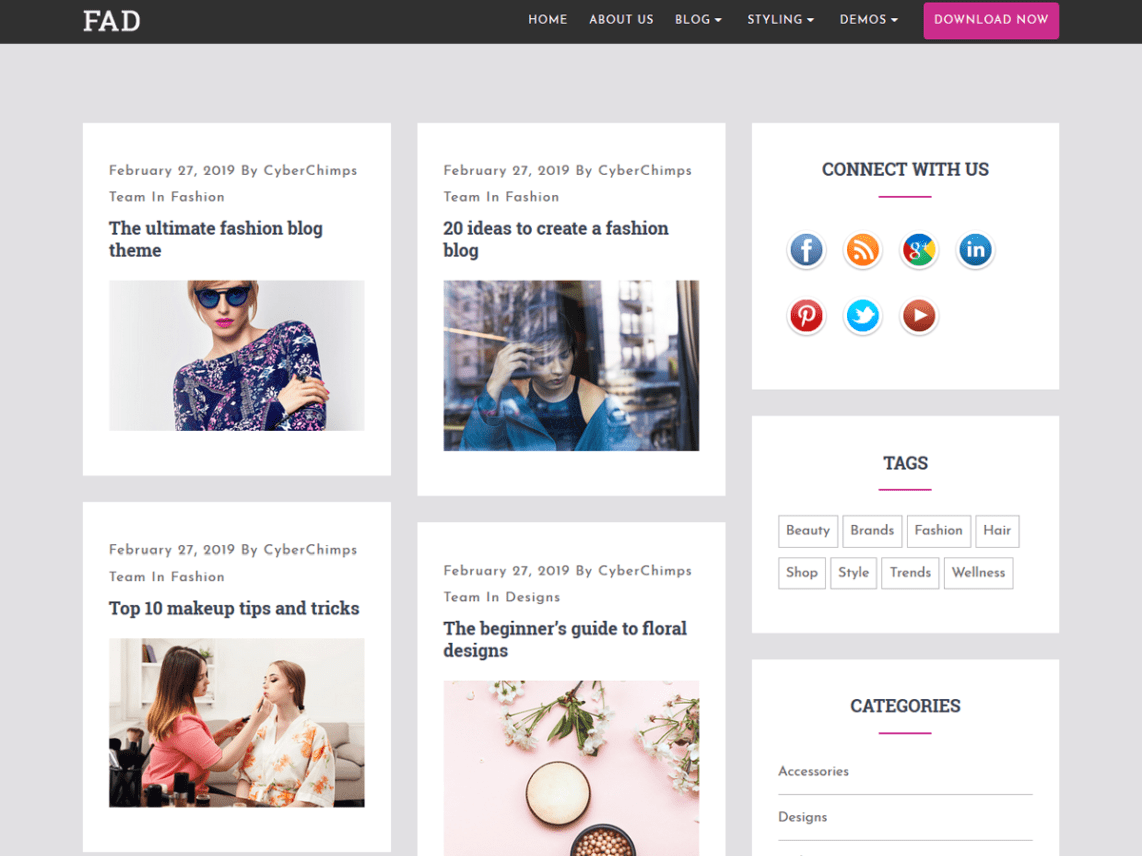 FAD
HOME
ABOUT US
BLOG
STYLING
DEMOS
DOWNLOAD NOW
February 27, 2019 By CyberChimps
Team In Fashion
The ultimate fashion blog
theme
February 27, 2019 By CyberChimps
Team In Fashion
Top 10 makeup tips and tricks
February 27, 2019 By CyberChimps
Team In Fashion
20 ideas to create a fashion
blog
February 27, 2019 By CyberChimps
Team In Designs
The beginner’s guide to floral
designs
CONNECT WITH US
f
g+
in
TAGS
Beauty
Brands
Fashion
Hair
Shop
Style
Trends
Wellness
CATEGORIES
Accessories
Designs